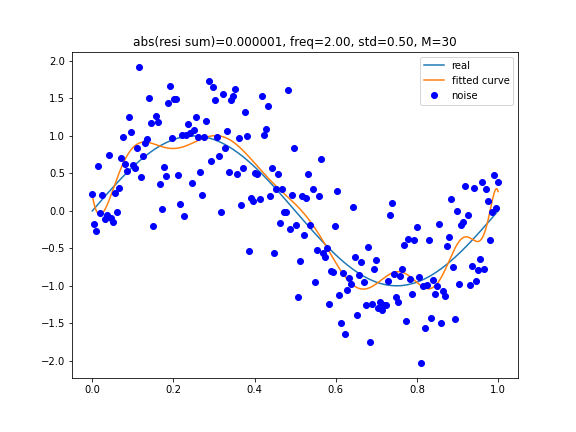 abs(resi sum)=0.000001, freq=2.00, std=0.50, M=30
real
fitted curve
noise
2.0
1.5
1.0
0.5
0.0
−0.5
−1.0
−1.5
−2.0
0.0 0.2 0.4 0.6 0.8 1.0